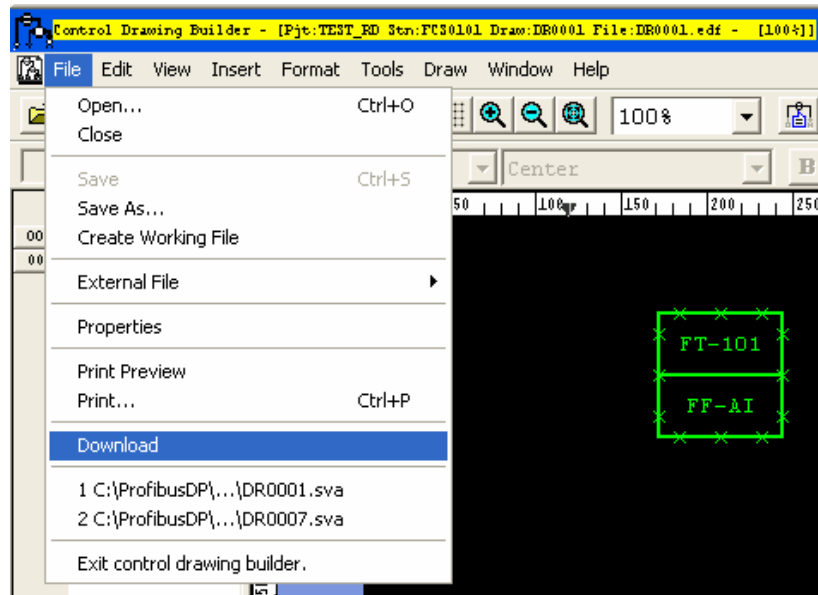 Control Drawing Builder - [Pjt:TEST_RD Stn:FCS0101 Draw:DR0001 File:DR0001.edf - [100%]]
File Edit View Insert Format Tools Draw Window Help
Open... Ctrl+O
100%
Close
Save Ctrl+S
Center B
Save As...
50 100 150 200 250
00 Create Working File
00
External File
Properties
FT-101
Print Preview
Print... Ctrl+P
FF-AI
Download
1 C:\ProfibusDP\...\DR0001.sva
2 C:\ProfibusDP\...\DR0007.sva
Exit control drawing builder.